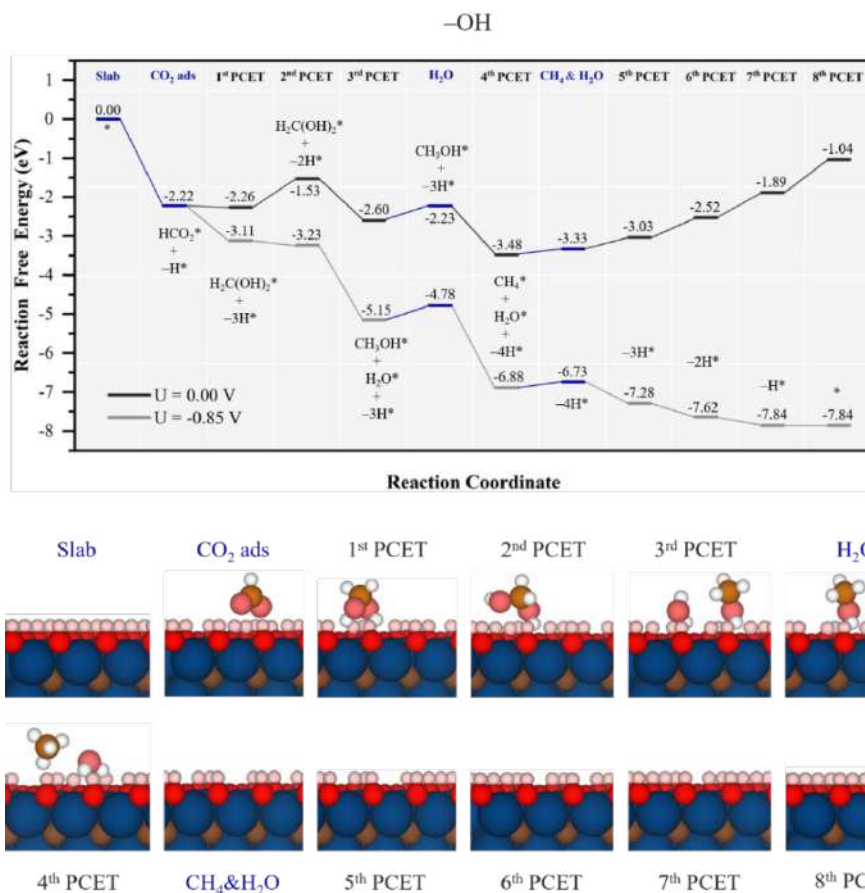 –OH
Reaction Free Energy (eV)
1
0
-1
-2
-3
-4
-5
-6
-7
-8
Slab
CO₂ ads
1ˢᵗ PCET
2ⁿᵈ PCET
3ʳᵈ PCET
H₂O
4ᵗʰ PCET
CH₄ & H₂O
5ᵗʰ PCET
6ᵗʰ PCET
7ᵗʰ PCET
8ᵗʰ PCET
0.00
*
-2.22
HCO₂*
+
–H*
-2.26
-3.11
H₂C(OH)₂*
+
–3H*
H₂C(OH)₂*
+
–2H*
-1.53
-3.23
-2.60
-5.15
CH₃OH*
+
H₂O*
+
–3H*
CH₃OH*
+
–3H*
-2.23
-4.78
-3.48
CH₄*
+
H₂O*
+
–4H*
-6.88
-3.33
-6.73
–4H*
-3.03
–3H*
-7.28
-2.52
–2H*
-7.62
-1.89
–H*
-7.84
-1.04
*
-7.84
U = 0.00 V
U = -0.85 V
Reaction Coordinate
Slab
CO₂ ads
1ˢᵗ PCET
2ⁿᵈ PCET
3ʳᵈ PCET
H₂O
4ᵗʰ PCET
CH₄&H₂O
5ᵗʰ PCET
6ᵗʰ PCET
7ᵗʰ PCET
8ᵗʰ PC